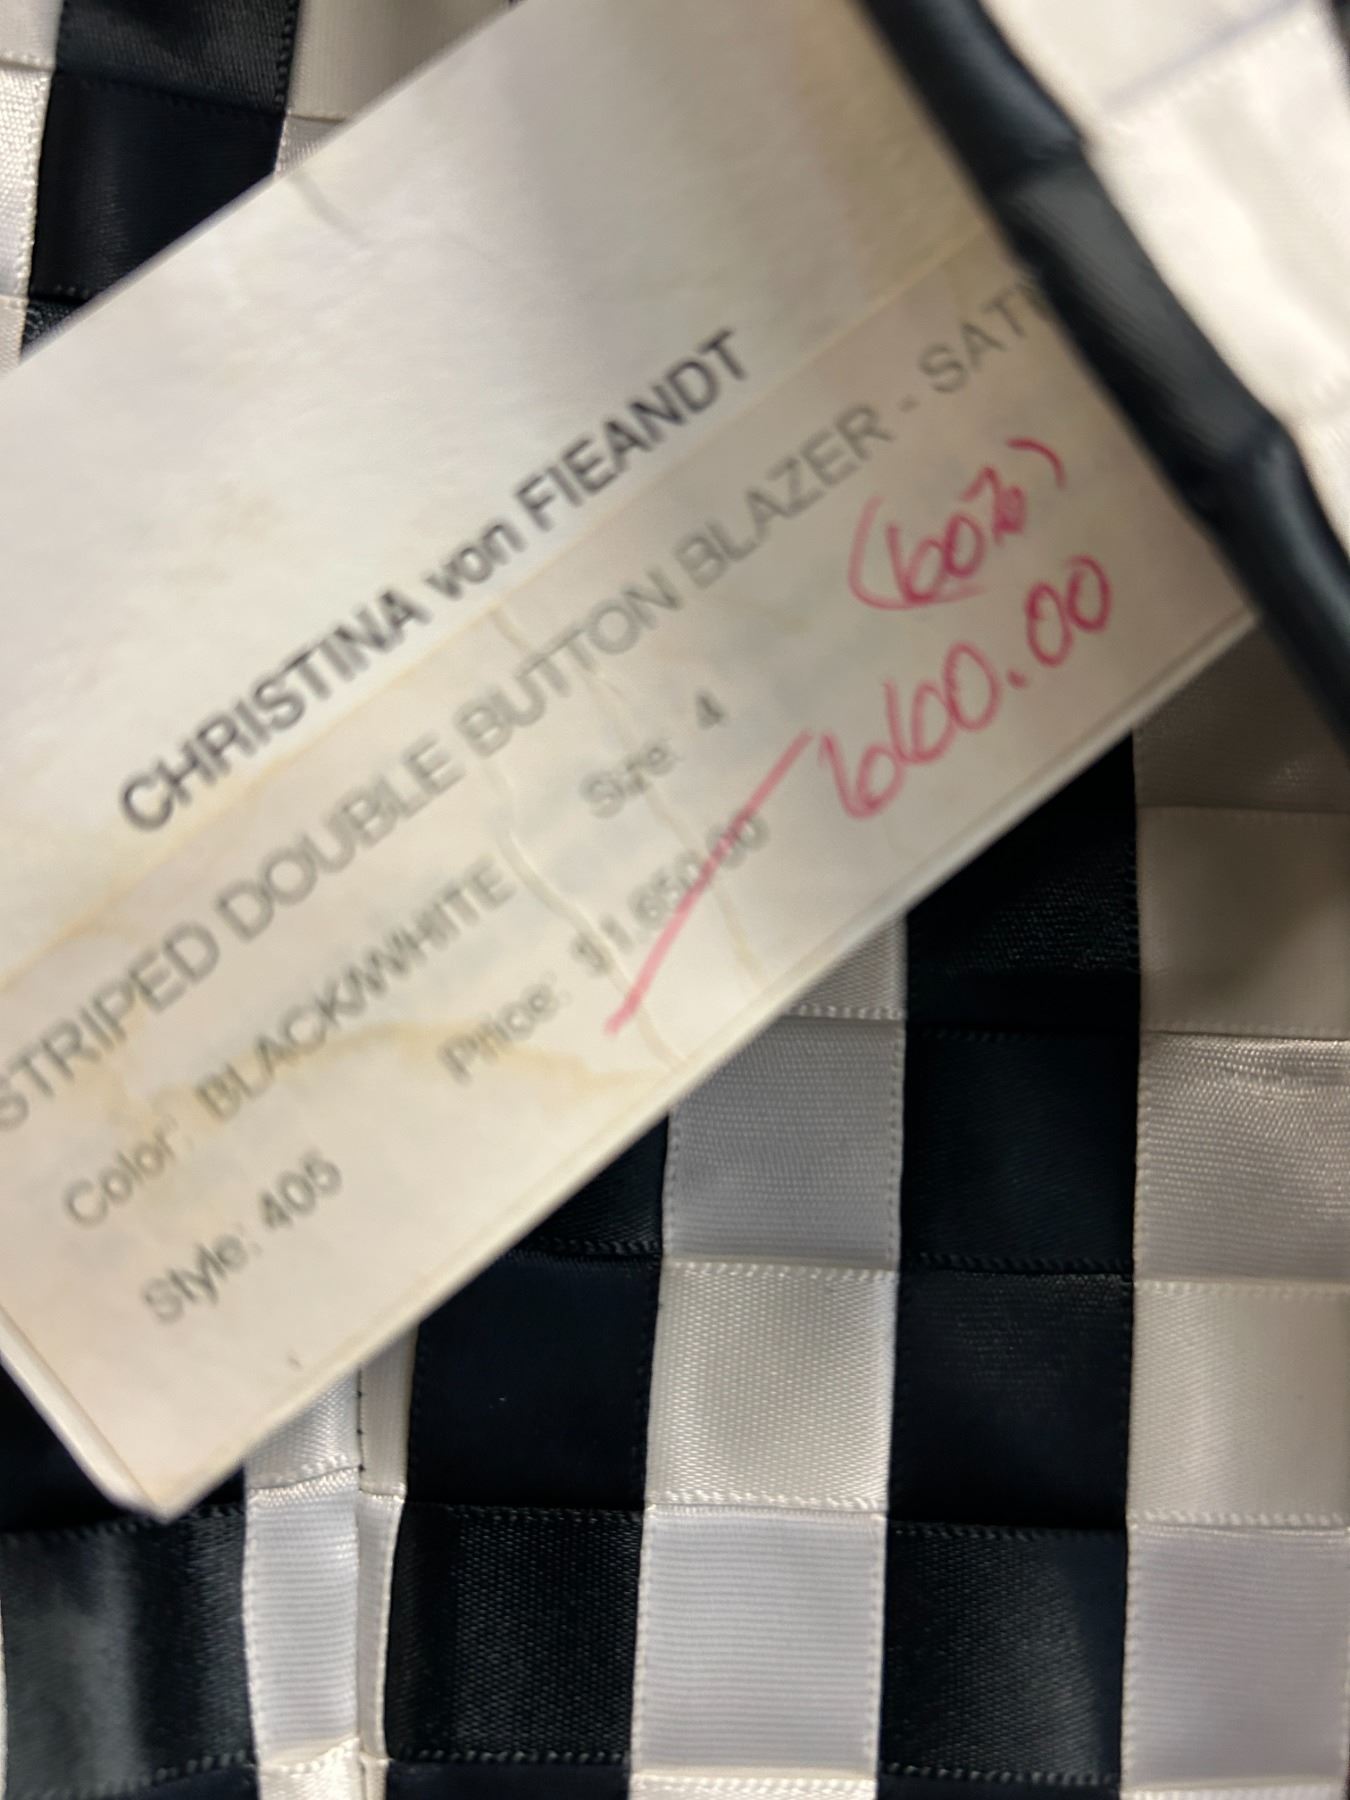 CHRISTINA von FIEANDT
STRIPED DOUBLE BUTTON BLAZER - SATI
(60%)
Color: BLACK/WHITE Size: 4
Style: 405 Price: $1,650.00 660.00